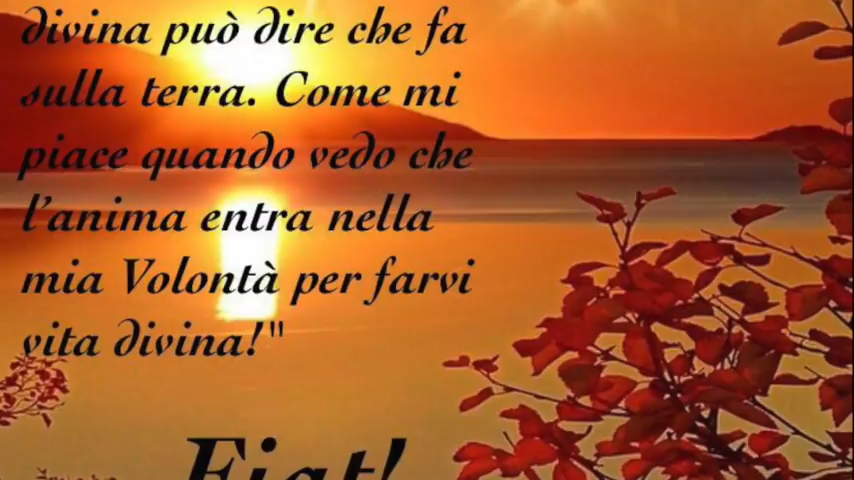 divina può dire che fa
sulla terra. Come mi
piace quando vedo che
l'anima entra nella
mia Volontà per farvi
vita divina!"
Fiat!